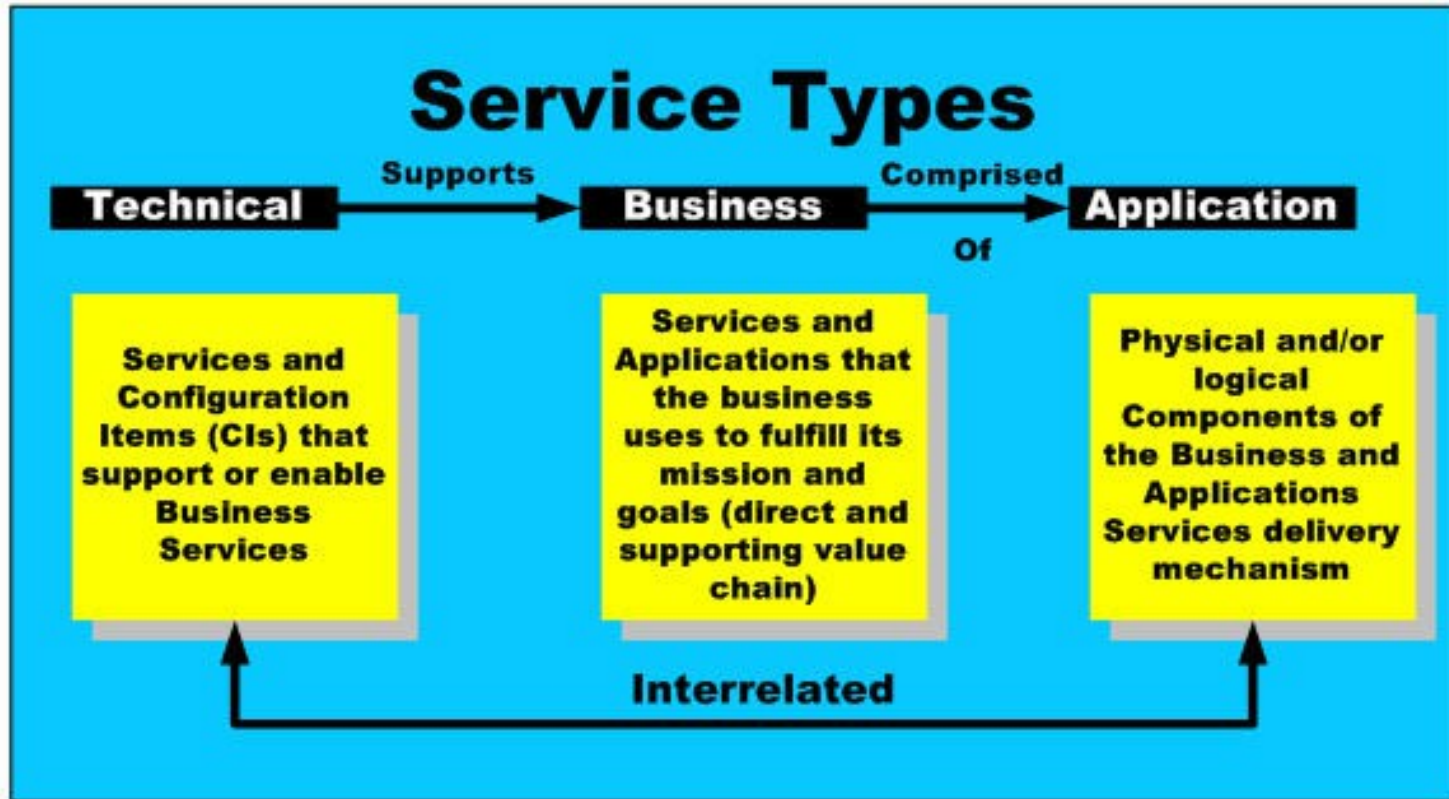 Service Types
Supports
Comprised
Technical
Business
Application
Of
Services and
Configuration
Items (CIs) that
support or enable
Business
Services
Services and
Applications that
the business
uses to fulfill its
mission and
goals (direct and
supporting value
chain)
Physical and/or
logical
Components of
the Business and
Applications
Services delivery
mechanism
Interrelated